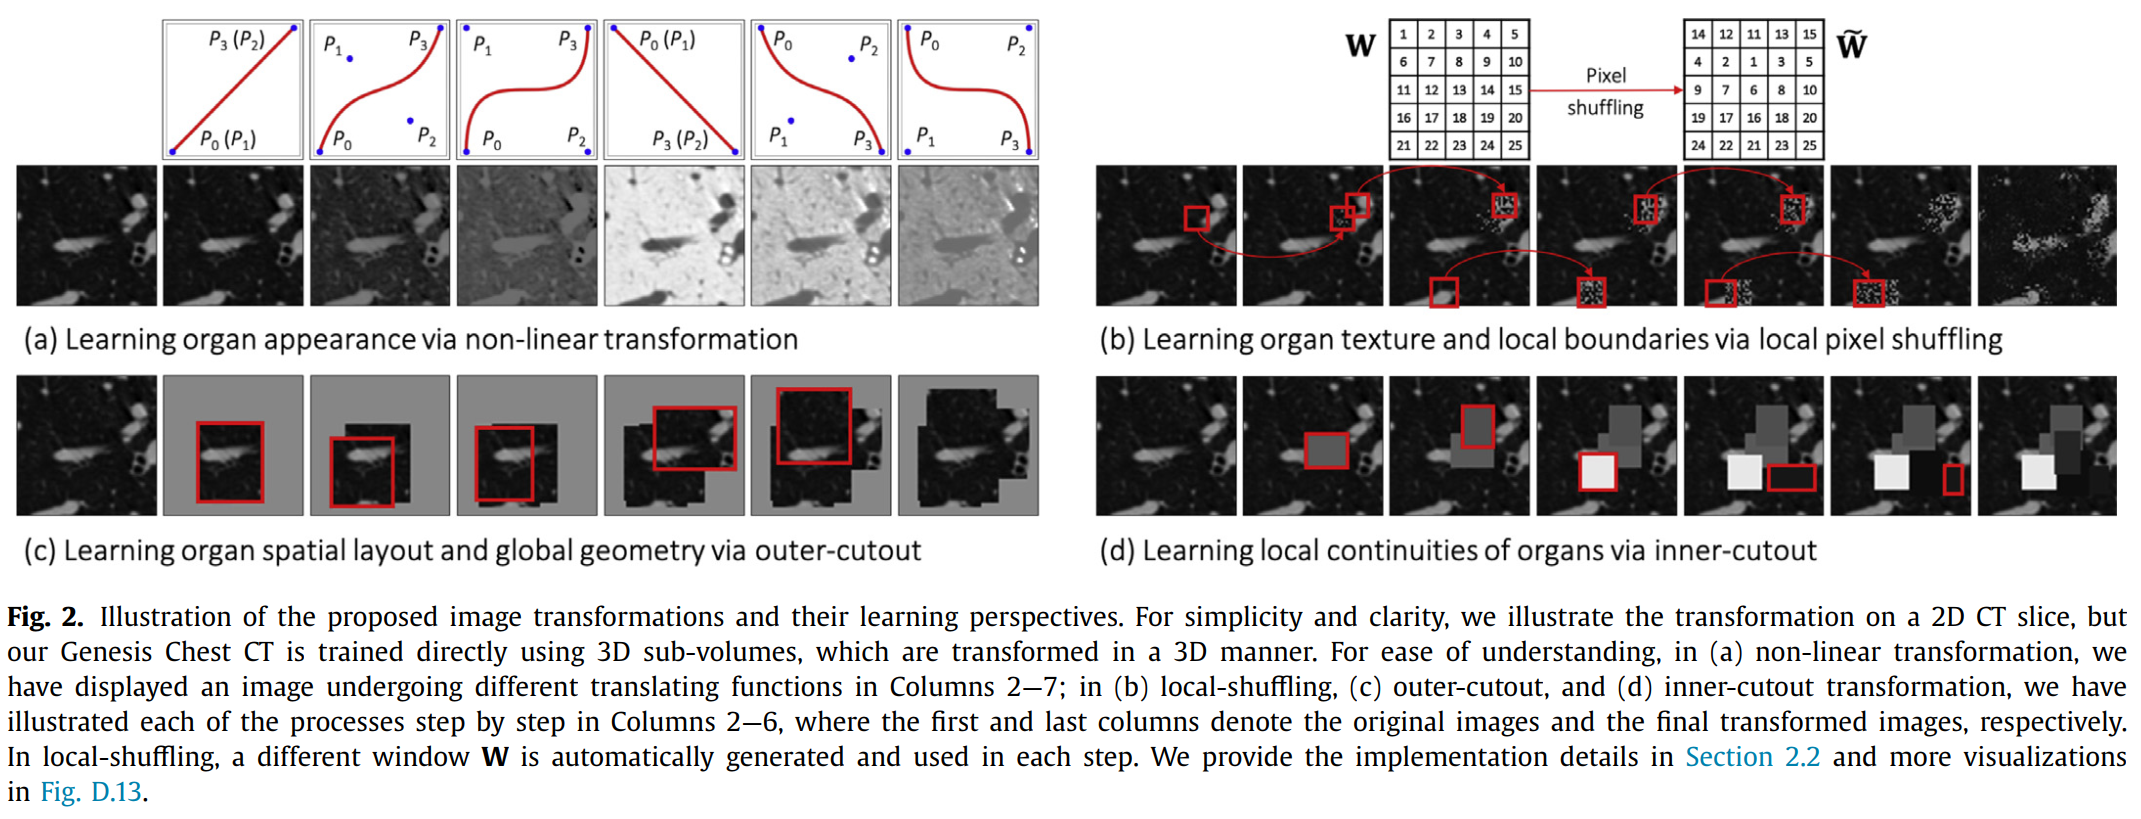 P3 (P2)
P0 (P1)
P1
P3
P0
P2
P1
P3
P0
P2
P0 (P1)
P3 (P2)
P0
P2
P1
P3
P0
P2
P1
P3
W
1 2 3 4 5
6 7 8 9 10
11 12 13 14 15
16 17 18 19 20
21 22 23 24 25
Pixel
shuffling
14 12 11 13 15
4 2 1 3 5
9 7 6 8 10
19 17 16 18 20
24 22 21 23 25
W̃
(a) Learning organ appearance via non-linear transformation
(b) Learning organ texture and local boundaries via local pixel shuffling
(c) Learning organ spatial layout and global geometry via outer-cutout
(d) Learning local continuities of organs via inner-cutout
Fig. 2. Illustration of the proposed image transformations and their learning perspectives. For simplicity and clarity, we illustrate the transformation on a 2D CT slice, but
our Genesis Chest CT is trained directly using 3D sub-volumes, which are transformed in a 3D manner. For ease of understanding, in (a) non-linear transformation, we
have displayed an image undergoing different translating functions in Columns 2–7; in (b) local-shuffling, (c) outer-cutout, and (d) inner-cutout transformation, we have
illustrated each of the processes step by step in Columns 2–6, where the first and last columns denote the original images and the final transformed images, respectively.
In local-shuffling, a different window W is automatically generated and used in each step. We provide the implementation details in Section 2.2 and more visualizations
in Fig. D.13.